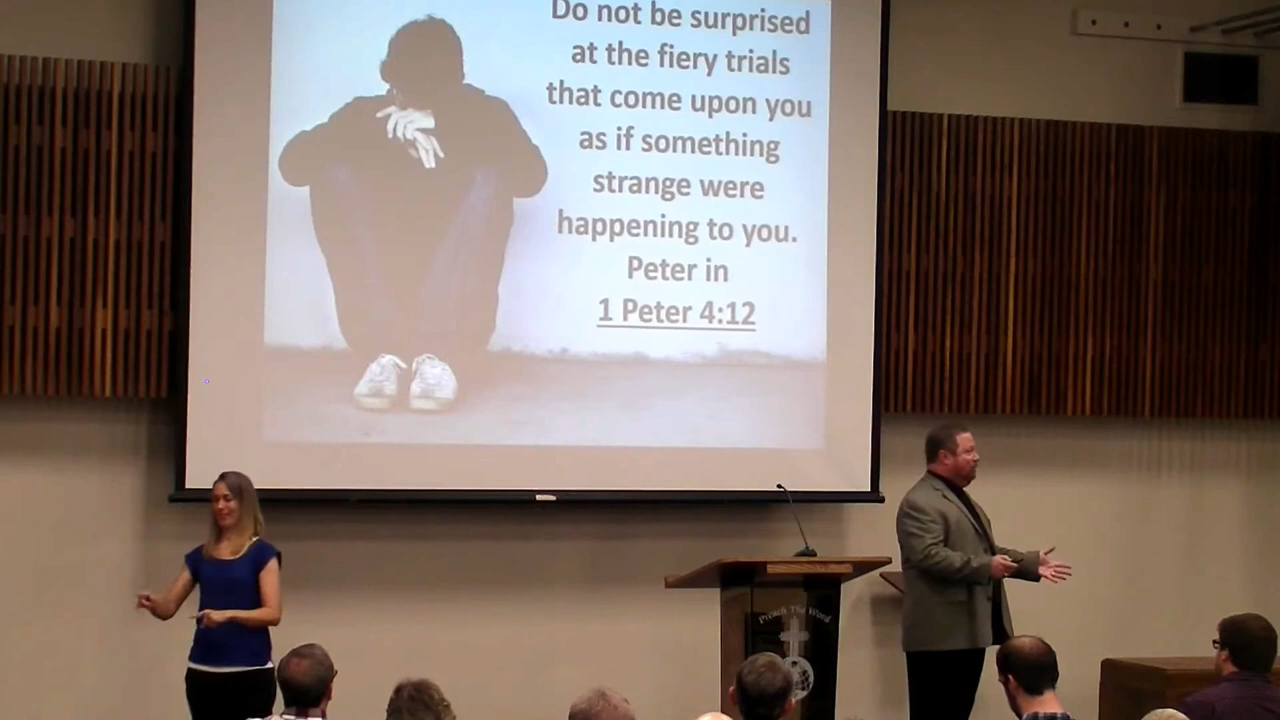 Do not be surprised
at the fiery trials
that come upon you
as if something
strange were
happening to you.
Peter in
1 Peter 4:12
Preach The Word